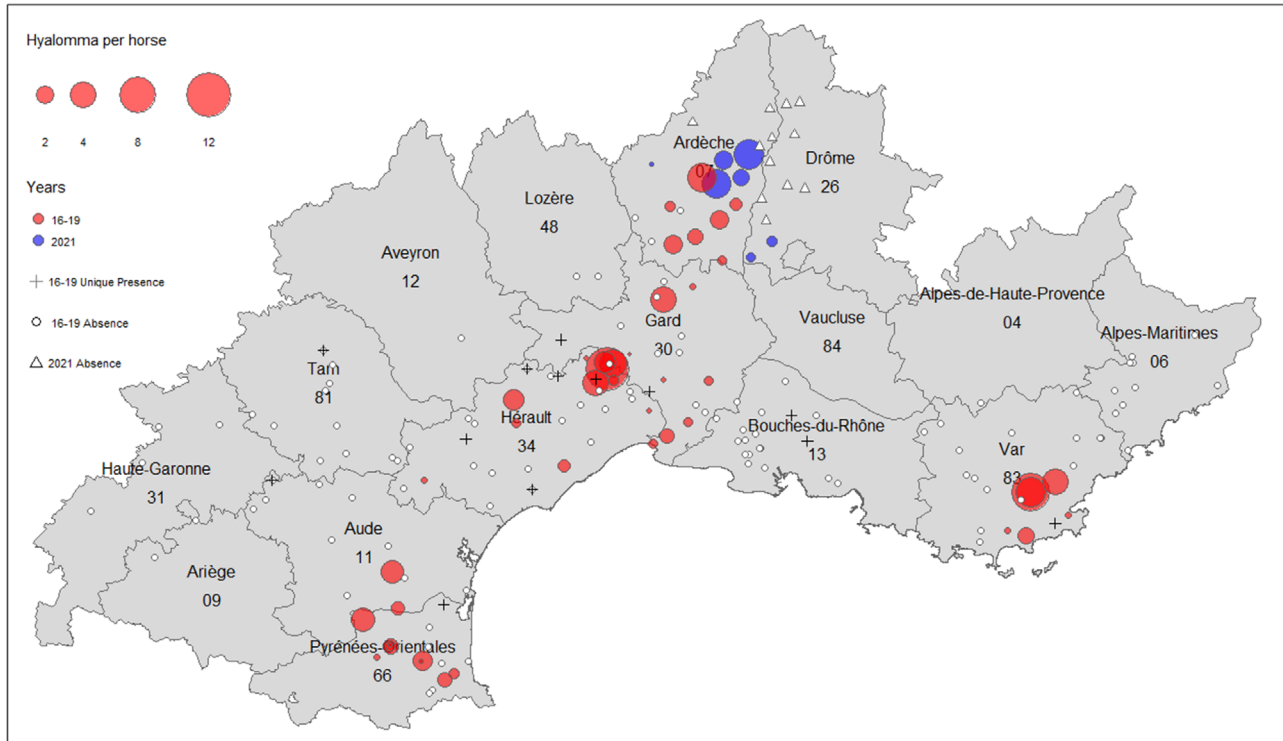 Hyalomma per horse
2 4 8 12
Years
16-19
2021
16-19 Unique Presence
16-19 Absence
2021 Absence
Ardèche
07
Drôme
26
Lozère
48
Aveyron
12
Alpes-de-Haute-Provence
04
Alpes-Maritimes
06
Vaucluse
84
Gard
30
Tarn
81
Hérault
34
Bouches-du-Rhône
13
Var
83
Haute-Garonne
31
Aude
11
Ariège
09
Pyrénées-Orientales
66